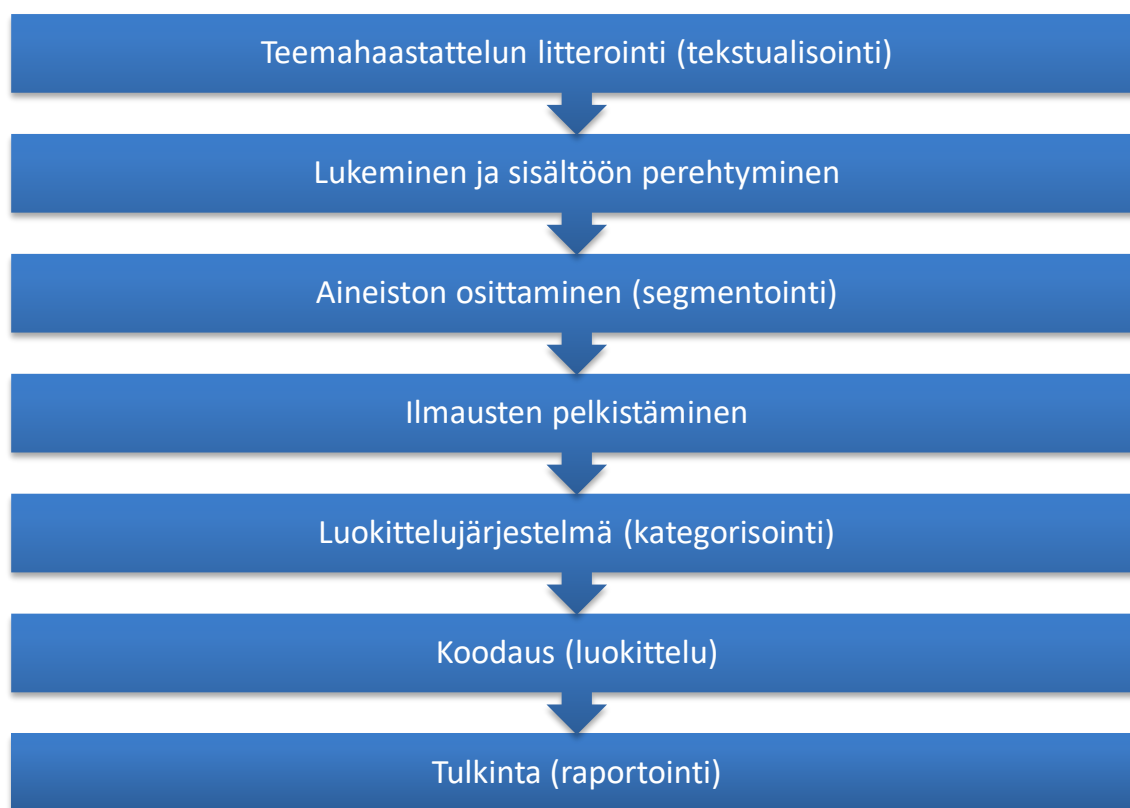 Teemahaastattelun litterointi (tekstualisointi)
Lukeminen ja sisältöön perehtyminen
Aineiston osittaminen (segmentointi)
Ilmausten pelkistäminen
Luokittelujärjestelmä (kategorisointi)
Koodaus (luokittelu)
Tulkinta (raportointi)